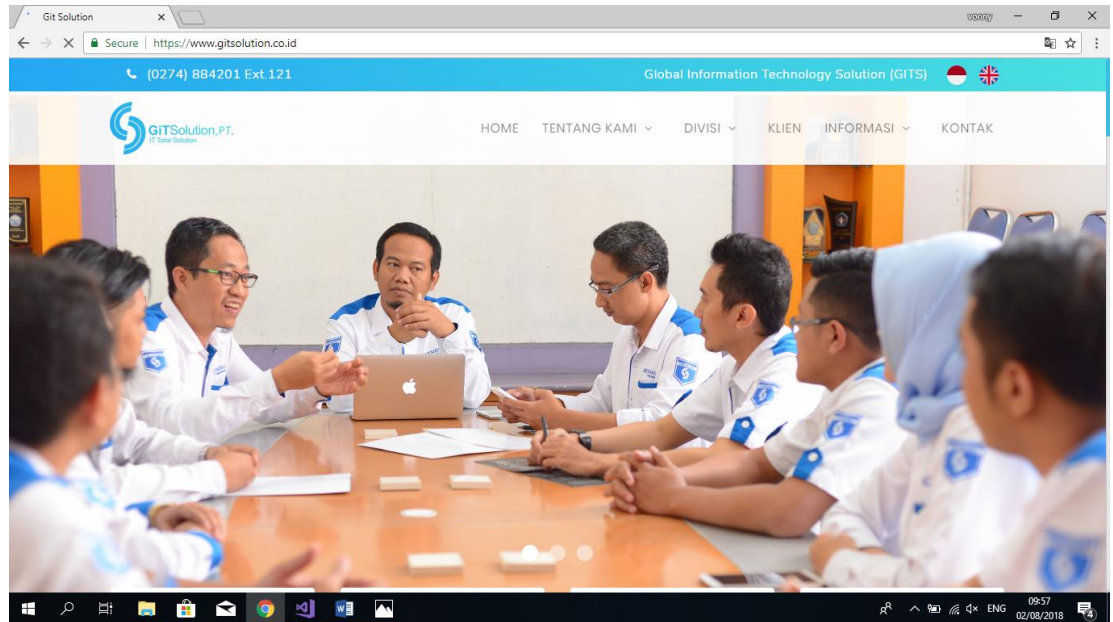 Git Solution
vonny
Secure | https://www.gitsolution.co.id
(0274) 884201 Ext.121
Global Information Technology Solution (GITS)
GiTSolution,PT.
IT Total Solution
HOME TENTANG KAMI DIVISI KLIEN INFORMASI KONTAK
ENG
09:57
02/08/2018
4